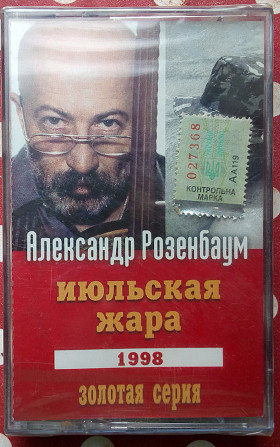 027368
АА119
КОНТРОЛЬНА
МАРКА
Александр Розенбаум
ИЮЛЬСКАЯ
ЖАРА
1998
ЗОЛОТАЯ СЕРИЯ